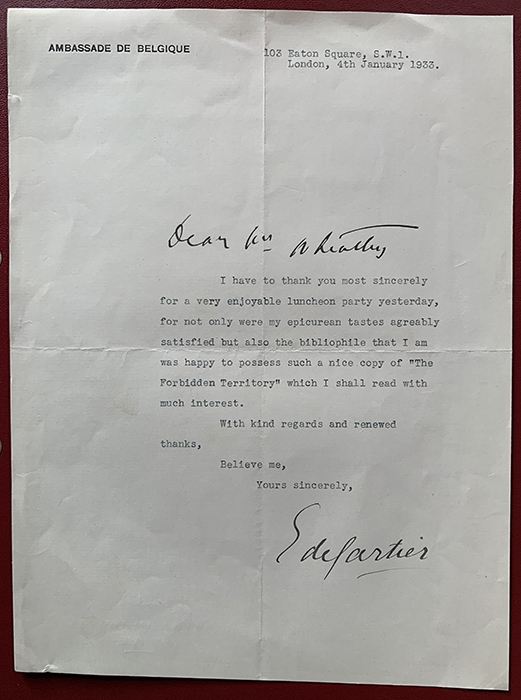 AMBASSADE DE BELGIQUE
103 Eaton Square, S.W.1.
London, 4th January 1933.
Dear Mr Wheatley
I have to thank you most sincerely
for a very enjoyable luncheon party yesterday,
for not only were my epicurean tastes agreably
satisfied but also the bibliophile that I am
was happy to possess such a nice copy of "The
Forbidden Territory" which I shall read with
much interest.
With kind regards and renewed
thanks,
Believe me,
Yours sincerely,
E de Cartier